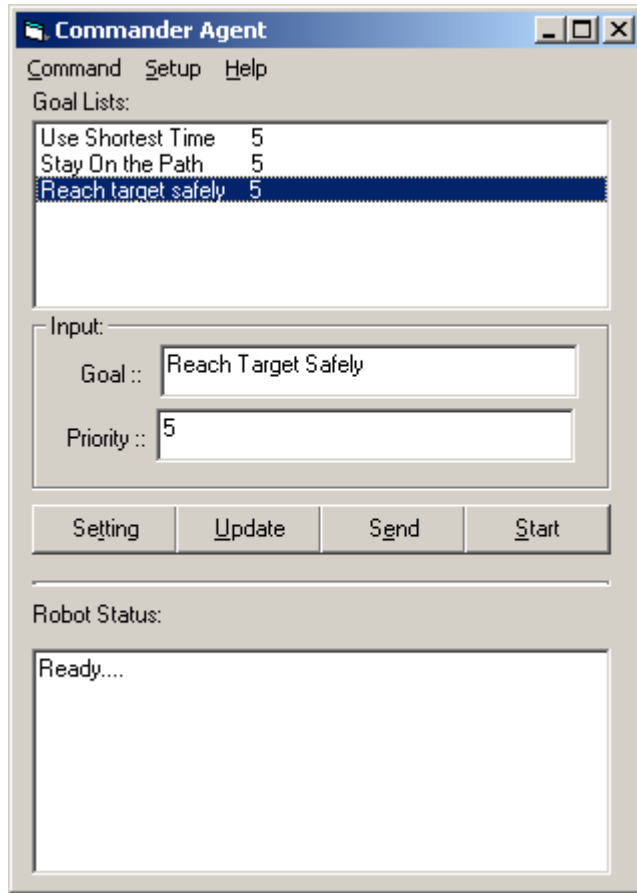 Commander Agent
Command Setup Help
Goal Lists:
Use Shortest Time 5
Stay On the Path 5
Reach target safely 5
Input:
Goal :: Reach Target Safely
Priority :: 5
Setting Update Send Start
Robot Status:
Ready....